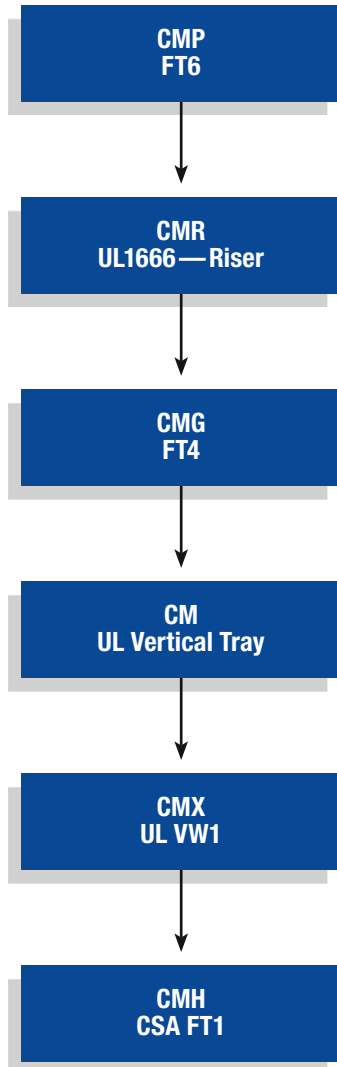 CMP
FT6
CMR
UL1666 — Riser
CMG
FT4
CM
UL Vertical Tray
CMX
UL VW1
CMH
CSA FT1